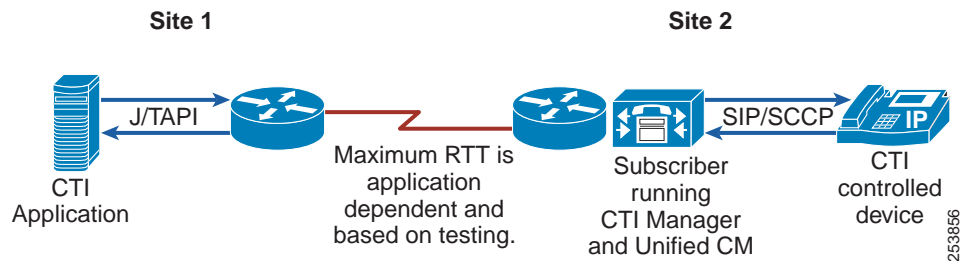 Site 1
Site 2
J/TAPI
SIP/SCCP
IP
CTI
Application
Maximum RTT is
application
dependent and
based on testing.
Subscriber
running
CTI Manager
and Unified CM
CTI
controlled
device
253856